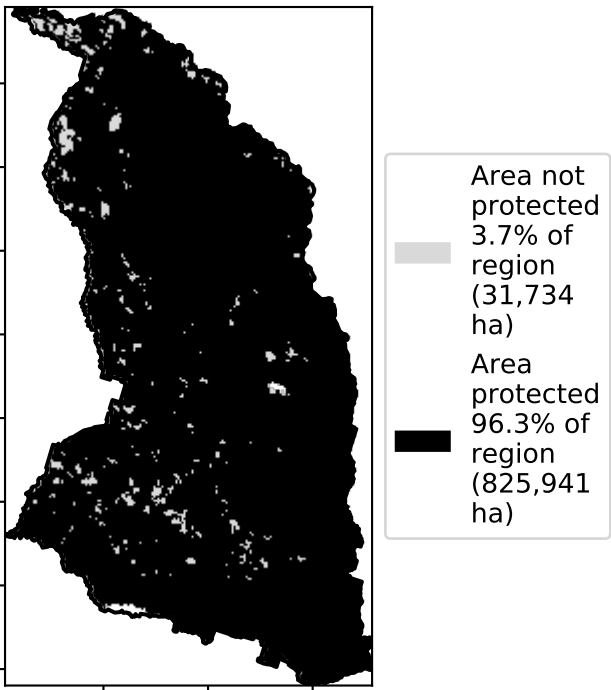 Area not
protected
3.7% of
region
(31,734
ha)
Area
protected
96.3% of
region
(825,941
ha)